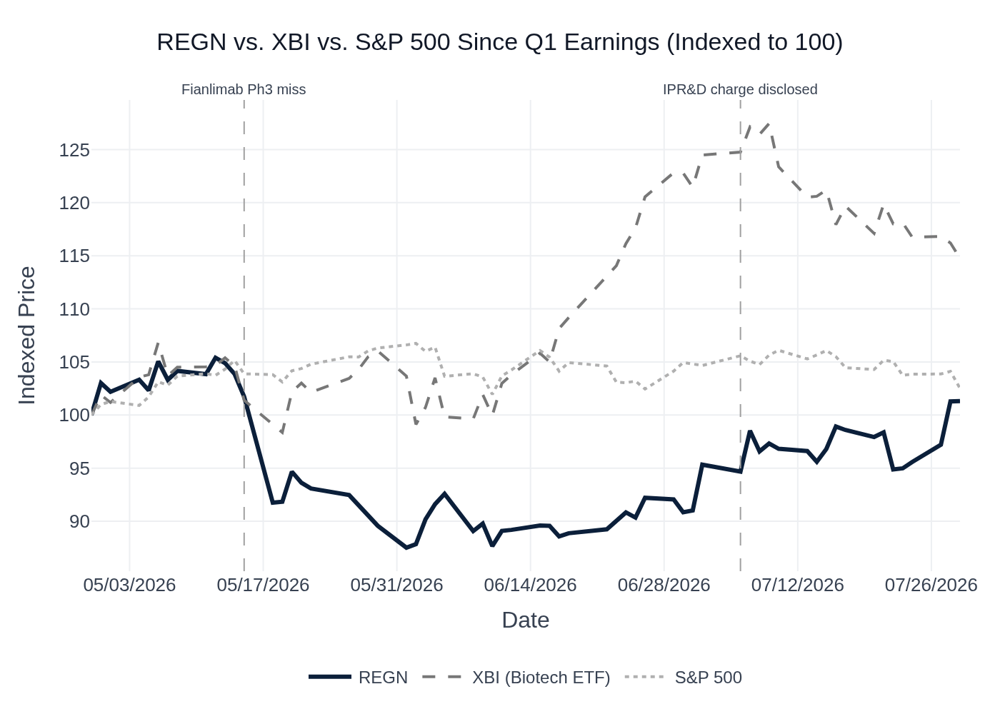 REGN vs. XBI vs. S&P 500 Since Q1 Earnings (Indexed to 100)
Fianlimab Ph3 miss
IPR&D charge disclosed
125
120
115
110
105
100
95
90
Indexed Price
05/03/2026
05/17/2026
05/31/2026
06/14/2026
06/28/2026
07/12/2026
07/26/2026
Date
REGN
XBI (Biotech ETF)
S&P 500